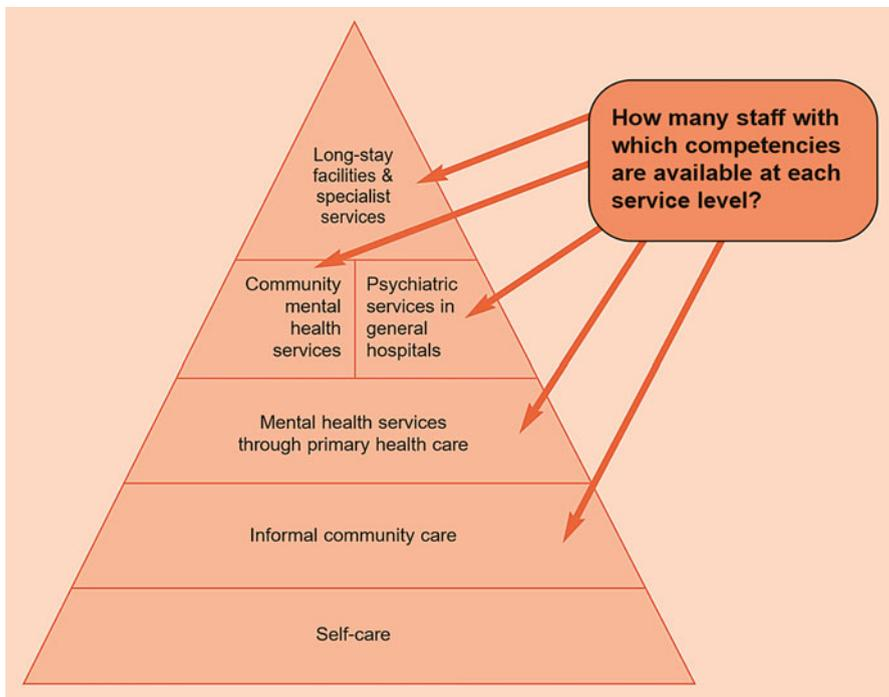 How many staff with
which competencies
are available at each
service level?
Long-stay
facilities &
specialist
services
Community
mental
health
services
Psychiatric
services in
general
hospitals
Mental health services
through primary health care
Informal community care
Self-care